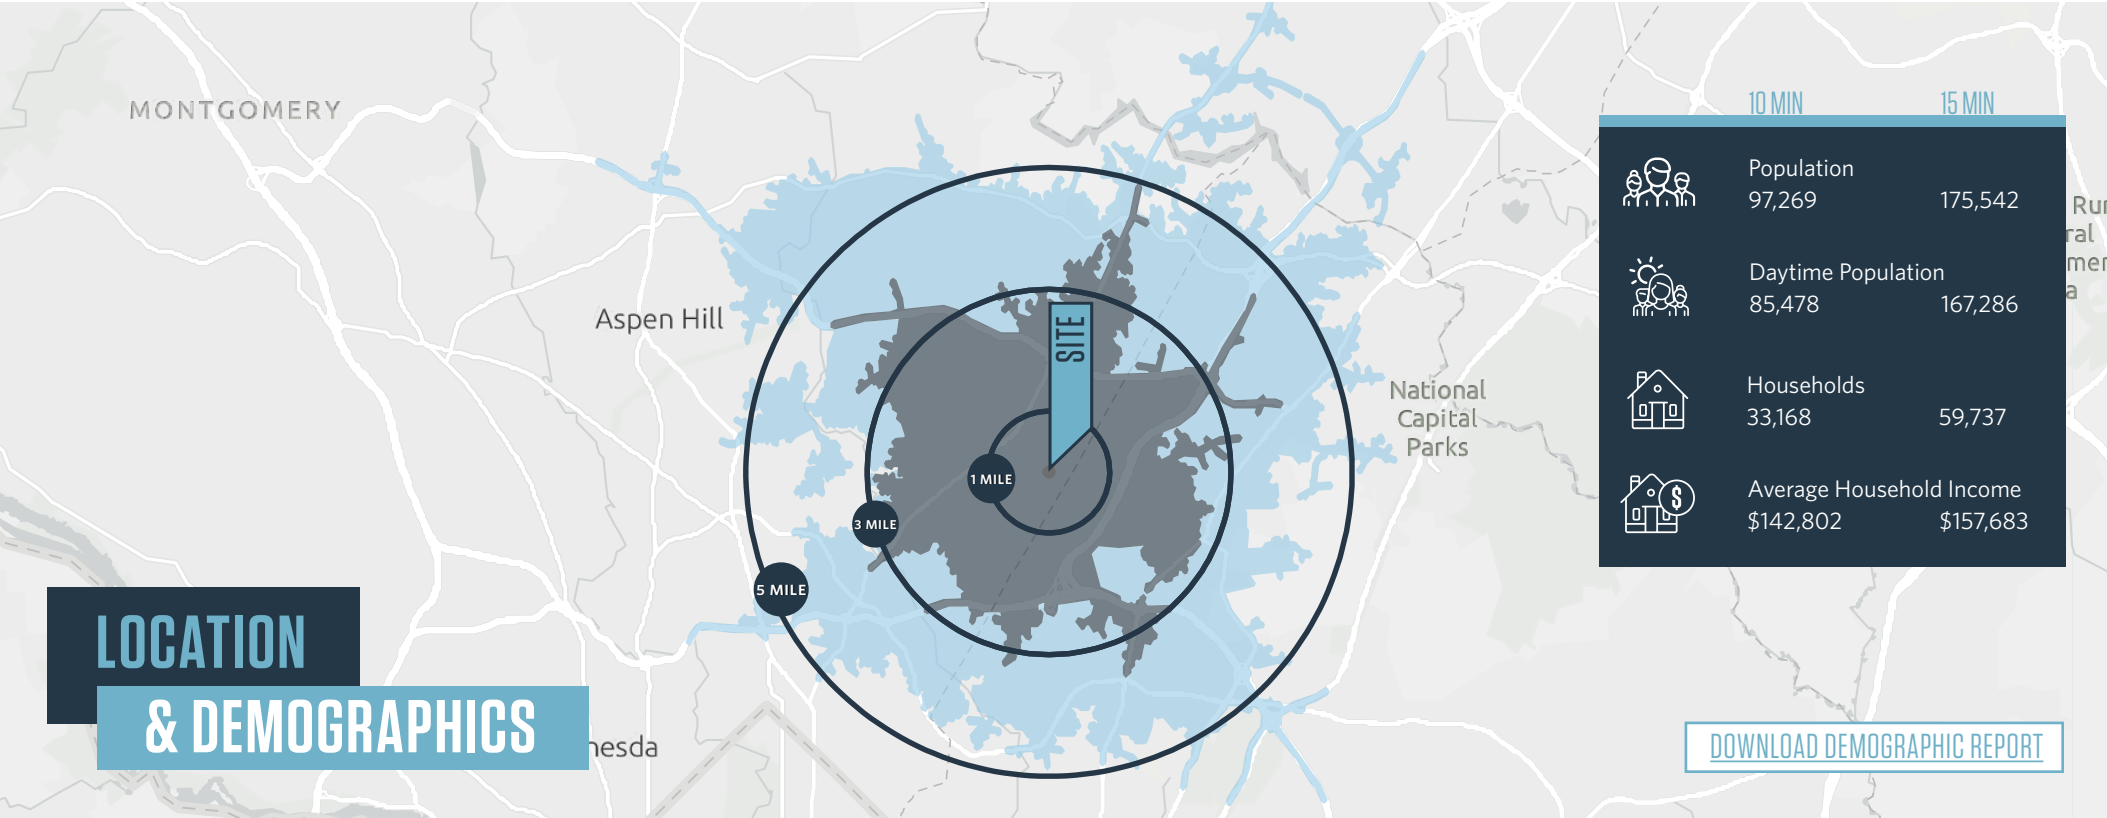 MONTGOMERY
Aspen Hill
SITE
1 MILE
3 MILE
5 MILE
National
Capital
Parks
10 MIN 15 MIN
Population
97,269 175,542
Daytime Population
85,478 167,286
Households
33,168 59,737
Average Household Income
$142,802 $157,683
LOCATION
& DEMOGRAPHICS
DOWNLOAD DEMOGRAPHIC REPORT